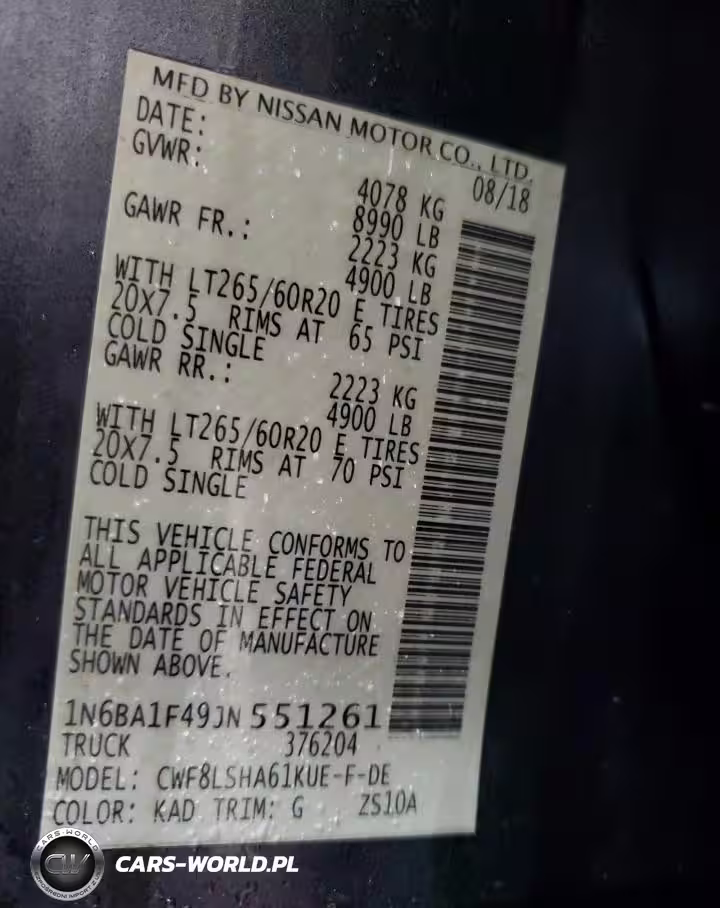 MFD BY NISSAN MOTOR CO., LTD.
DATE: 08/18
GVWR: 4078 KG
8990 LB
GAWR FR.: 2223 KG
4900 LB
WITH LT265/60R20 E TIRES
20X7.5 RIMS AT 65 PSI
COLD SINGLE
GAWR RR.: 2223 KG
4900 LB
WITH LT265/60R20 E TIRES
20X7.5 RIMS AT 70 PSI
COLD SINGLE
THIS VEHICLE CONFORMS TO
ALL APPLICABLE FEDERAL
MOTOR VEHICLE SAFETY
STANDARDS IN EFFECT ON
THE DATE OF MANUFACTURE
SHOWN ABOVE.
1N6BA1F49JN551261
TRUCK 376204
MODEL: CWF8LSHA61KUE-F-DE
COLOR: KAD TRIM: G ZS10A
CARS-WORLD
CW
CARS-WORLD.PL